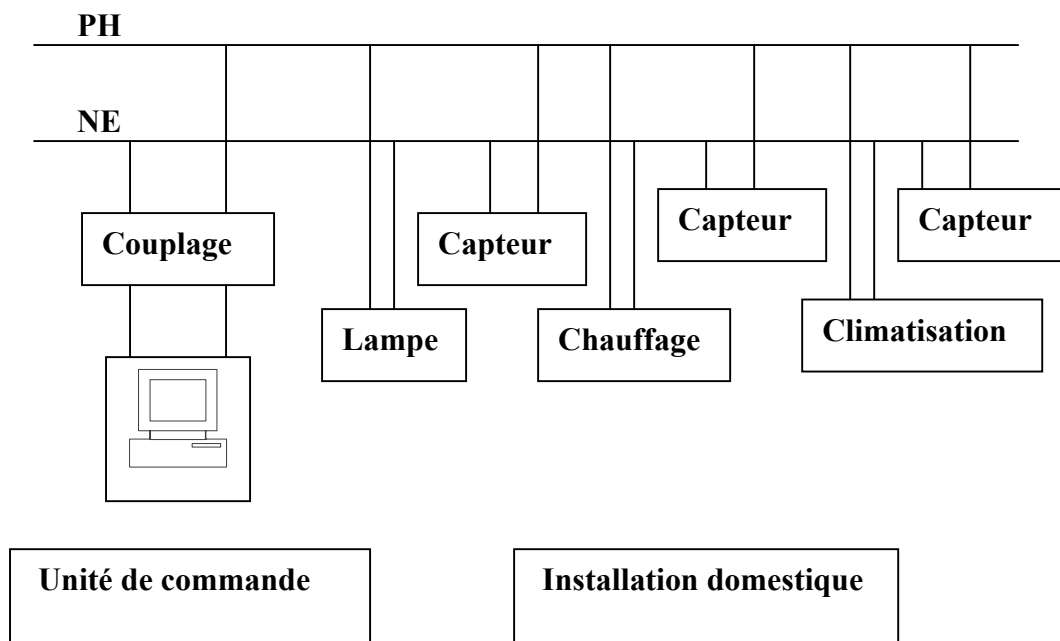 PH
NE
Couplage
Capteur
Capteur
Capteur
Lampe
Chauffage
Climatisation
Unité de commande
Installation domestique